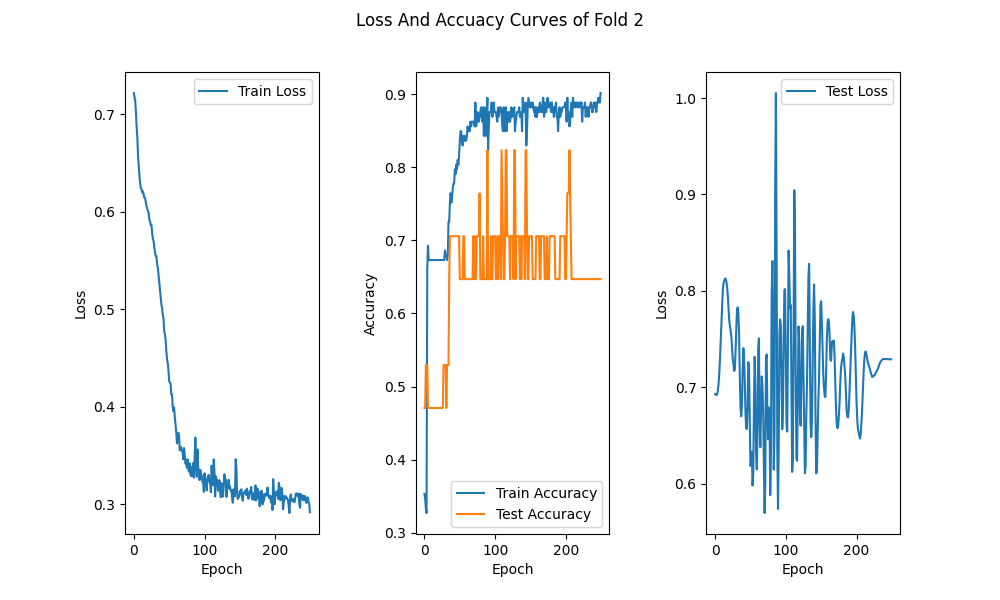 Loss And Accuacy Curves of Fold 2
Train Loss
0.7
0.6
0.5
0.4
0.3
Loss
0
100
200
Epoch
0.9
0.8
0.7
0.6
0.5
0.4
0.3
Accuracy
Train Accuracy
Test Accuracy
0
100
200
Epoch
Test Loss
1.0
0.9
0.8
0.7
0.6
Loss
0
100
200
Epoch